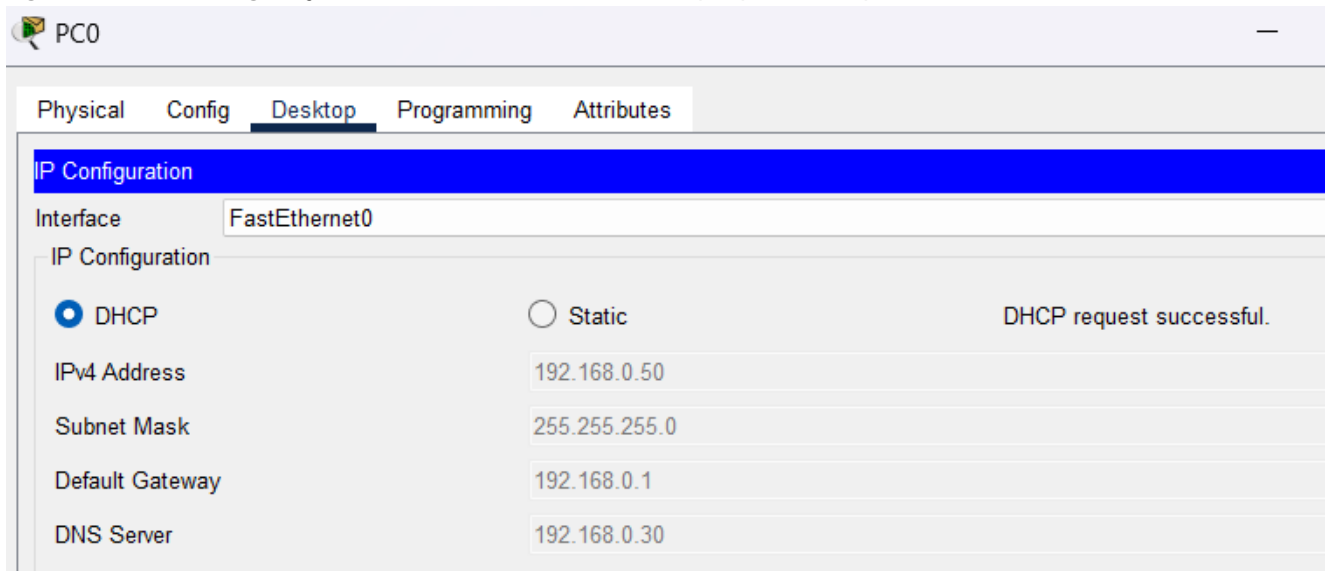 PC0
Physical Config Desktop Programming Attributes
IP Configuration
Interface FastEthernet0
IP Configuration
DHCP Static DHCP request successful.
IPv4 Address 192.168.0.50
Subnet Mask 255.255.255.0
Default Gateway 192.168.0.1
DNS Server 192.168.0.30